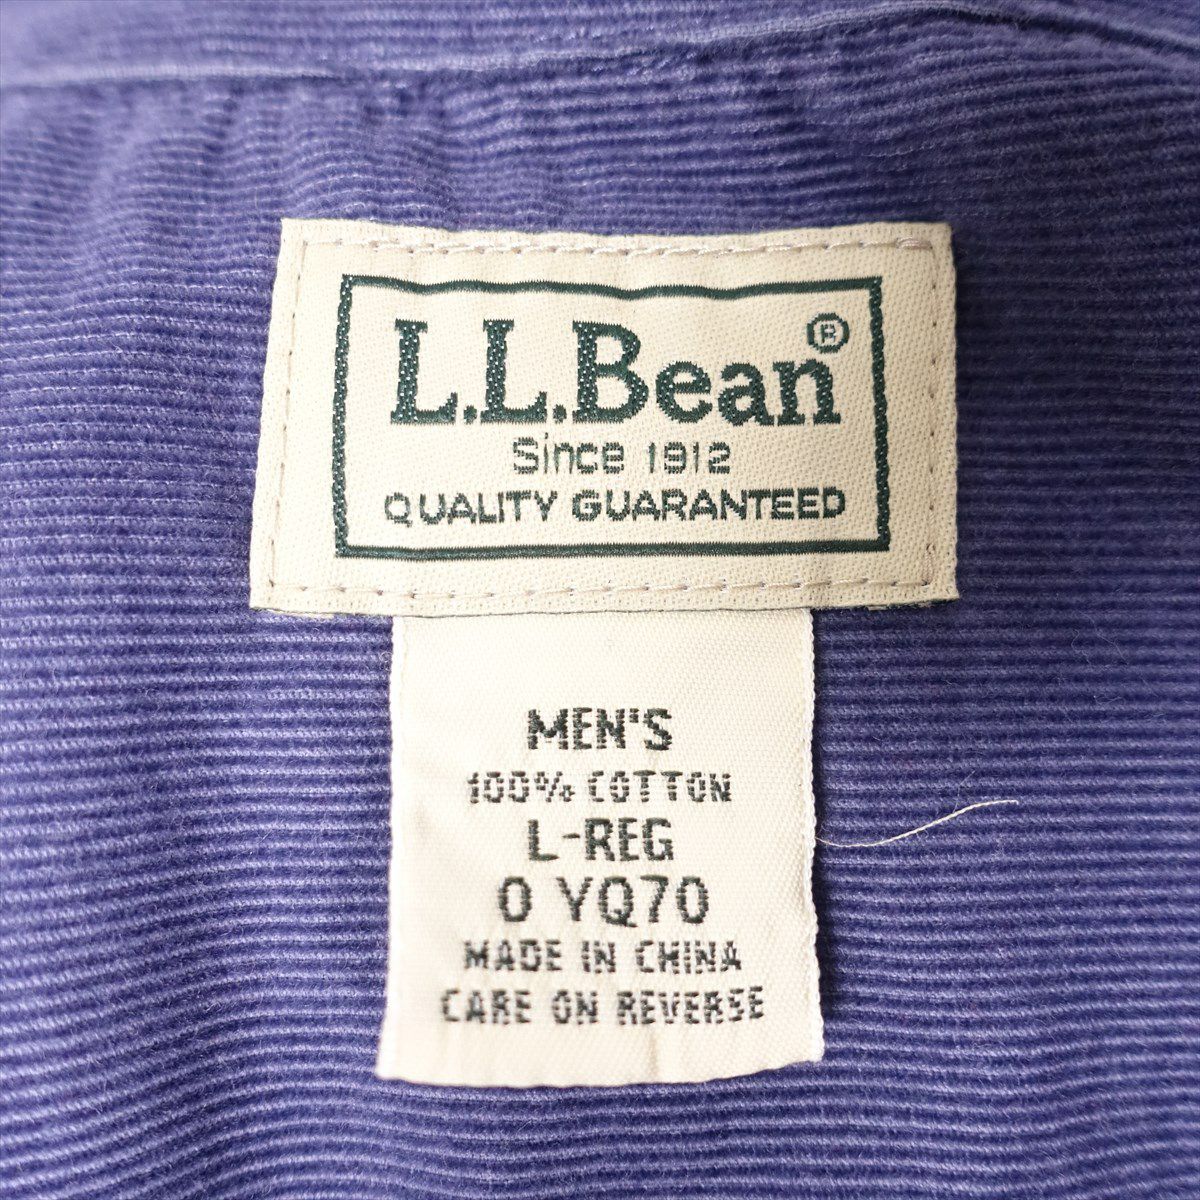 L.L.Bean®
Since 1912
QUALITY GUARANTEED
MEN'S
100% COTTON
L-REG
0 YQ70
MADE IN CHINA
CARE ON REVERSE